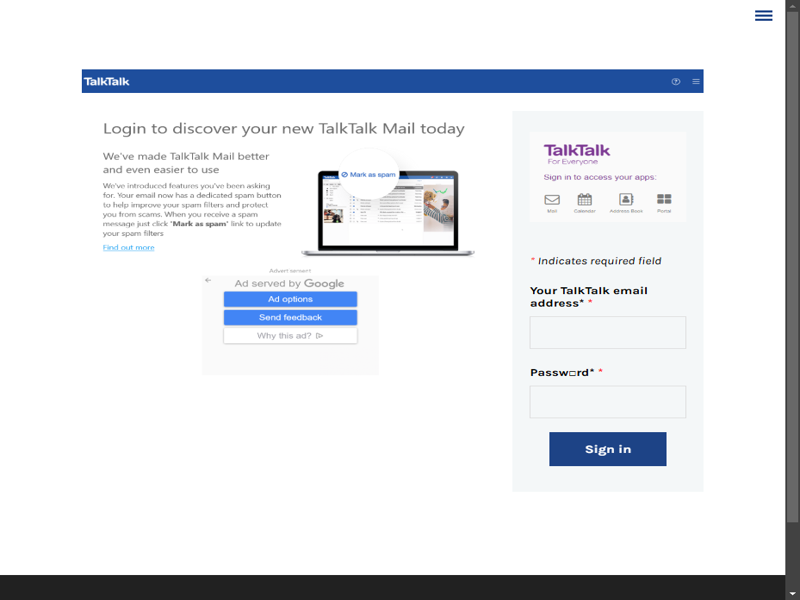 TalkTalk
Login to discover your new TalkTalk Mail today
We've made TalkTalk Mail better
and even easier to use
We've introduced features you've been asking
for. Your email now has a dedicated spam button
to help improve your spam filters and protect
you from scams. When you receive a spam
message just click "Mark as spam" link to update
your spam filters
Find out more
Mark as spam
Advertisement
Ad served by Google
Ad options
Send feedback
Why this ad?
TalkTalk
For Everyone
Sign in to access your apps:
Mail Calendar Address Book Portal
* Indicates required field
Your TalkTalk email
address* *
Passw□rd* *
Sign in